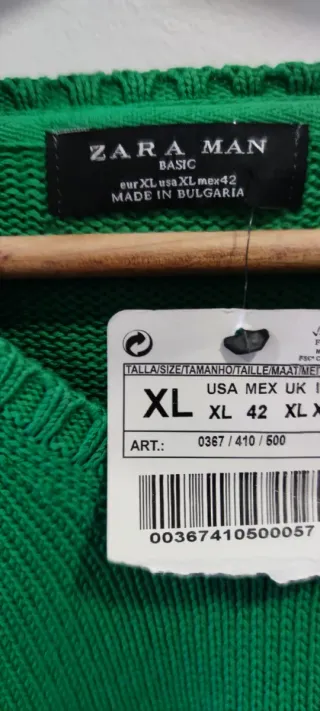 ZARA MAN
BASIC
eur XL usa XL mex 42
MADE IN BULGARIA
TALLA/SIZE/TAMANHO/TAILLE/MAAT/
XL
USA MEX UK
XL 42 XL
ART.: 0367 / 410 / 500
00367410500057